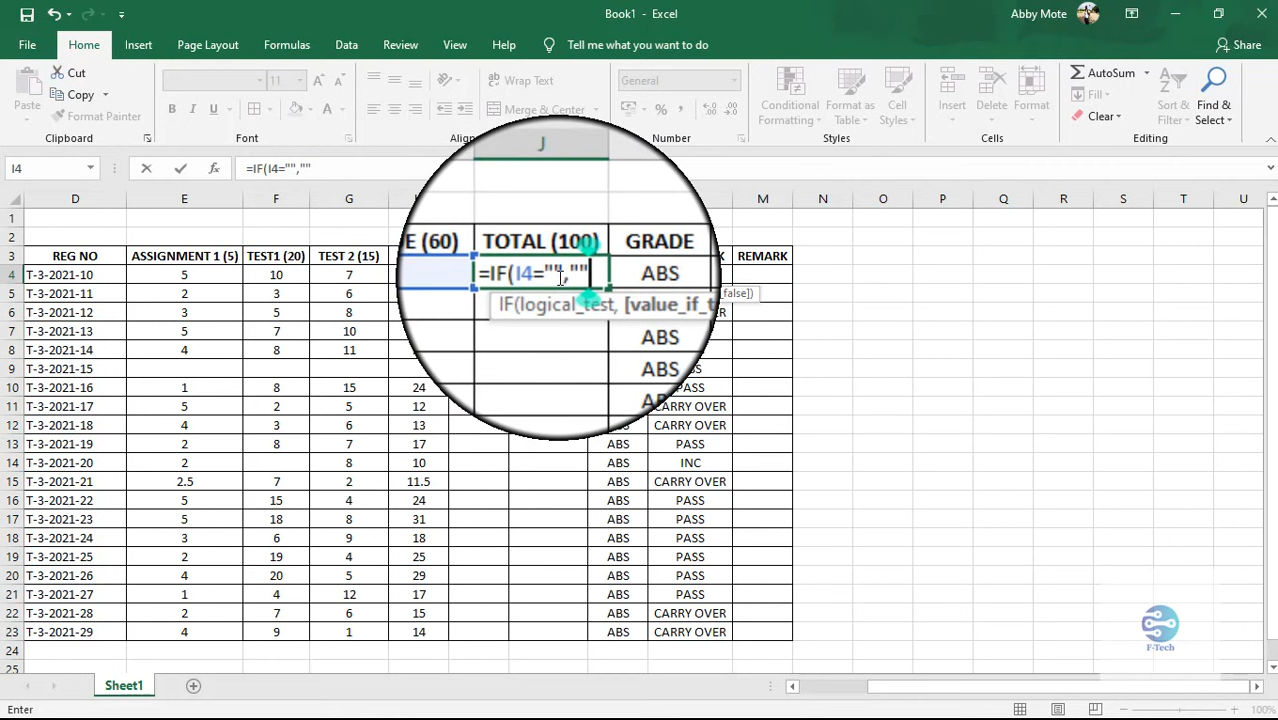 Book1 - Excel
Abby Mote
File Home Insert Page Layout Formulas Data Review View Help Tell me what you want to do Share
Paste Cut Copy Format Painter
11 B I U
Wrap Text Merge & Center
General % ,
Conditional Formatting Format as Table Cell Styles
Insert Delete Format
AutoSum Fill Clear Find & Select
Clipboard Font Number Cells Editing
I4 fx =IF(I4="",""
D E F G J M N O P Q R S T U
1
2
E (60) TOTAL (100) GRADE
3 REG NO ASSIGNMENT 1 (5) TEST1 (20) TEST 2 (15) REMARK
4 T-3-2021-10 5 10 7 =IF(I4="","" ABS
IF(logical_test, [value_if_t false])
5 T-3-2021-11 2 3 6
6 T-3-2021-12 3 5 8
7 T-3-2021-13 5 7 10 ABS
8 T-3-2021-14 4 8 11 ABS
9 T-3-2021-15
10 T-3-2021-16 1 8 15 24 PASS
11 T-3-2021-17 5 2 5 12 CARRY OVER
12 T-3-2021-18 4 3 6 13 CARRY OVER
13 T-3-2021-19 2 8 7 17 ABS PASS
14 T-3-2021-20 2 8 10 ABS INC
15 T-3-2021-21 2.5 7 2 11.5 ABS CARRY OVER
16 T-3-2021-22 5 15 4 24 ABS PASS
17 T-3-2021-23 5 18 8 31 ABS PASS
18 T-3-2021-24 3 6 9 18 ABS PASS
19 T-3-2021-25 2 19 4 25 ABS PASS
20 T-3-2021-26 4 20 5 29 ABS PASS
21 T-3-2021-27 1 4 12 17 ABS PASS
22 T-3-2021-28 2 7 6 15 ABS CARRY OVER
23 T-3-2021-29 4 9 1 14 ABS CARRY OVER
24
25
F-Tech
Sheet1
Enter 100%